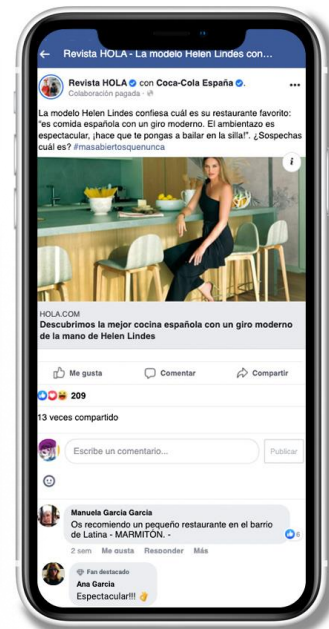 Revista HOLA - La modelo Helen Lindes con...
Revista HOLA con Coca-Cola España.
Colaboración pagada ·
La modelo Helen Lindes confiesa cuál es su restaurante favorito:
"es comida española con un giro moderno. El ambientazo es
espectacular, ¡hace que te pongas a bailar en la silla!". ¿Sospechas
cuál es? #masabiertosquenunca
HOLA.COM
Descubrimos la mejor cocina española con un giro moderno
de la mano de Helen Lindes
Me gusta Comentar Compartir
209
13 veces compartido
Escribe un comentario...
Publicar
Manuela Garcia Garcia
Os recomiendo un pequeño restaurante en el barrio
de Latina - MARMITÓN. -
6
2 sem Me gusta Responder Más
Fan destacado
Ana Garcia
Espectacular!!!